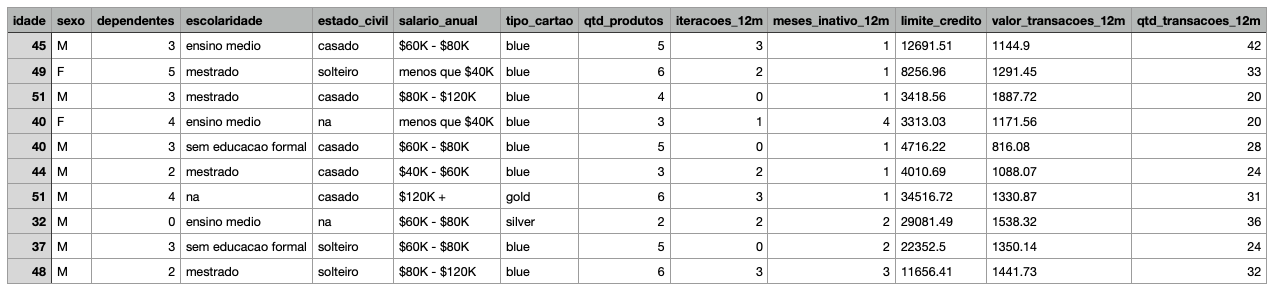 idade sexo dependentes escolaridade estado_civil salario_anual tipo_cartao qtd_produtos iteracoes_12m meses_inativo_12m limite_credito valor_transacoes_12m qtd_transacoes_12m
45 M 3 ensino medio casado $60K - $80K blue 5 3 1 12691.51 1144.9 42
49 F 5 mestrado solteiro menos que $40K blue 6 2 1 8256.96 1291.45 33
51 M 3 mestrado casado $80K - $120K blue 4 0 1 3418.56 1887.72 20
40 F 4 ensino medio na menos que $40K blue 3 1 4 3313.03 1171.56 20
40 M 3 sem educacao formal casado $60K - $80K blue 5 0 1 4716.22 816.08 28
44 M 2 mestrado casado $40K - $60K blue 3 2 1 4010.69 1088.07 24
51 M 4 na casado $120K + gold 6 3 1 34516.72 1330.87 31
32 M 0 ensino medio na $60K - $80K silver 2 2 2 29081.49 1538.32 36
37 M 3 sem educacao formal solteiro $60K - $80K blue 5 0 2 22352.5 1350.14 24
48 M 2 mestrado solteiro $80K - $120K blue 6 3 3 11656.41 1441.73 32